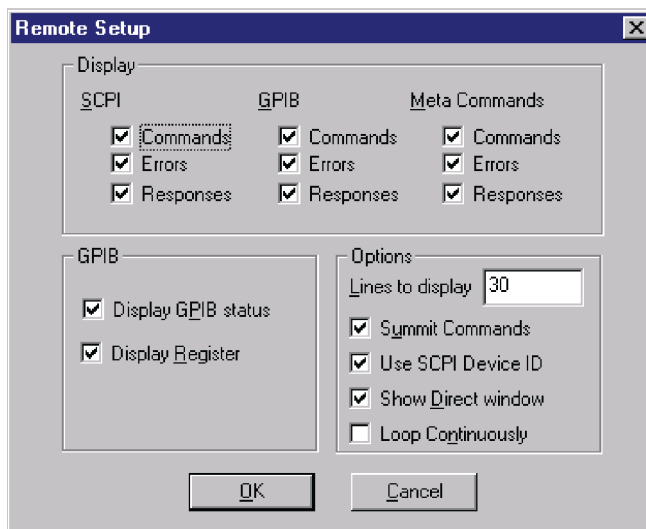 Remote Setup
Display
SCPI GPIB Meta Commands
Commands Commands Commands
Errors Errors Errors
Responses Responses Responses
GPIB
Display GPIB status
Display Register
Options
Lines to display 30
Summit Commands
Use SCPI Device ID
Show Direct window
Loop Continuously
OK Cancel